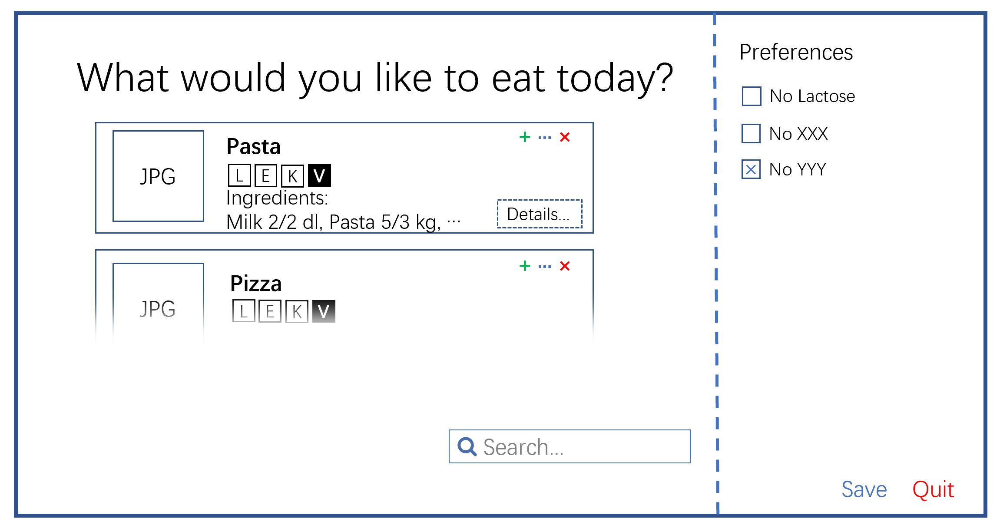 What would you like to eat today?
JPG
Pasta
L E K V
Ingredients:
Milk 2/2 dl, Pasta 5/3 kg, ...
Details...
JPG
Pizza
L E K V
Search...
Preferences
No Lactose
No XXX
No YYY
Save Quit